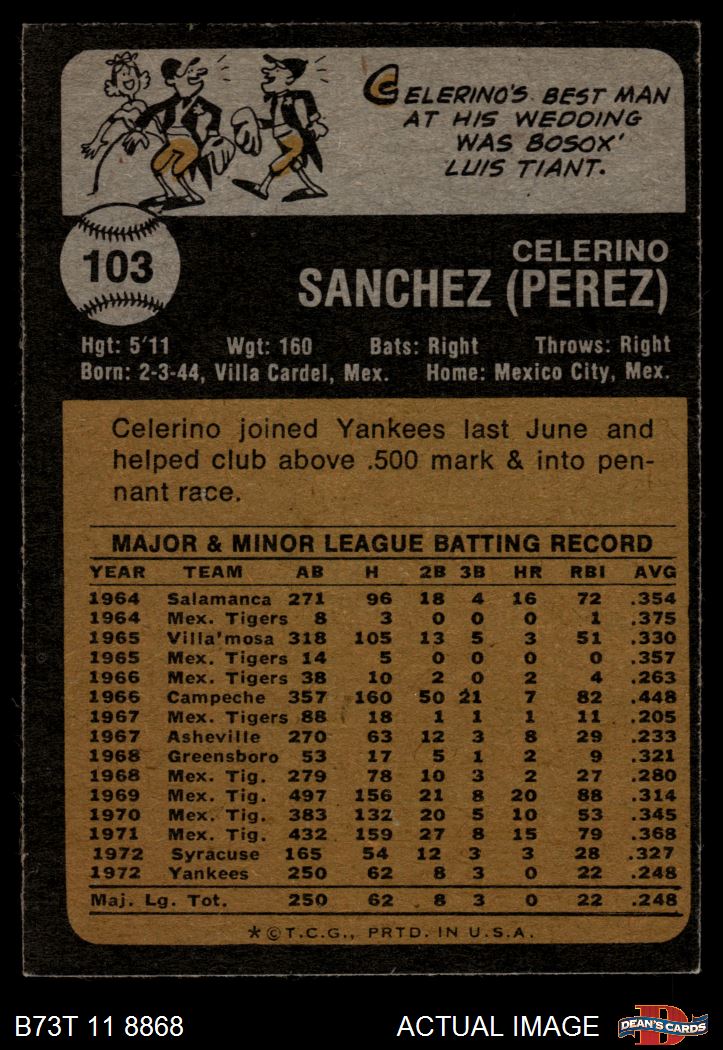 CELERINO'S BEST MAN
AT HIS WEDDING
WAS BOSOX'
LUIS TIANT.
103
CELERINO
SANCHEZ (PEREZ)
Hgt: 5'11 Wgt: 160 Bats: Right Throws: Right
Born: 2-3-44, Villa Cardel, Mex. Home: Mexico City, Mex.
Celerino joined Yankees last June and
helped club above .500 mark & into pen-
nant race.
MAJOR & MINOR LEAGUE BATTING RECORD
YEAR TEAM AB H 2B 3B HR RBI AVG
1964 Salamanca 271 96 18 4 16 72 .354
1964 Mex. Tigers 8 3 0 0 0 1 .375
1965 Villa'mosa 318 105 13 5 3 51 .330
1965 Mex. Tigers 14 5 0 0 0 0 .357
1966 Mex. Tigers 38 10 2 0 2 4 .263
1966 Campeche 357 160 50 21 7 82 .448
1967 Mex. Tigers 88 18 1 1 1 11 .205
1967 Asheville 270 63 12 3 8 29 .233
1968 Greensboro 53 17 5 1 2 9 .321
1968 Mex. Tig. 279 78 10 3 2 27 .280
1969 Mex. Tig. 497 156 21 8 20 88 .314
1970 Mex. Tig. 383 132 20 5 10 53 .345
1971 Mex. Tig. 432 159 27 8 15 79 .368
1972 Syracuse 165 54 12 3 3 28 .327
1972 Yankees 250 62 8 3 0 22 .248
Maj. Lg. Tot. 250 62 8 3 0 22 .248
*©T.C.G., PRTD. IN U.S.A.
B73T 11 8868 ACTUAL IMAGE
D
DEAN'S CARDS